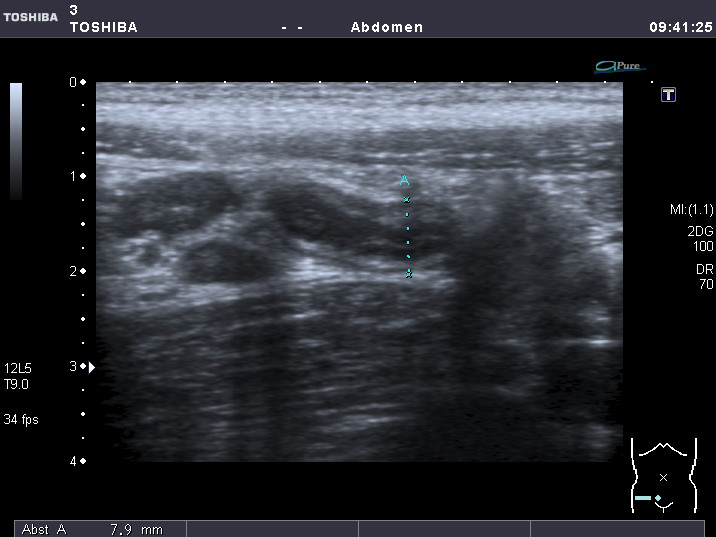 TOSHIBA
3
TOSHIBA - - Abdomen 09:41:25
aPure
T
0
1
2
3
4
A
MI:(1.1)
2DG
100
DR
70
12L5
T9.0
34 fps
Abst A 7.9 mm